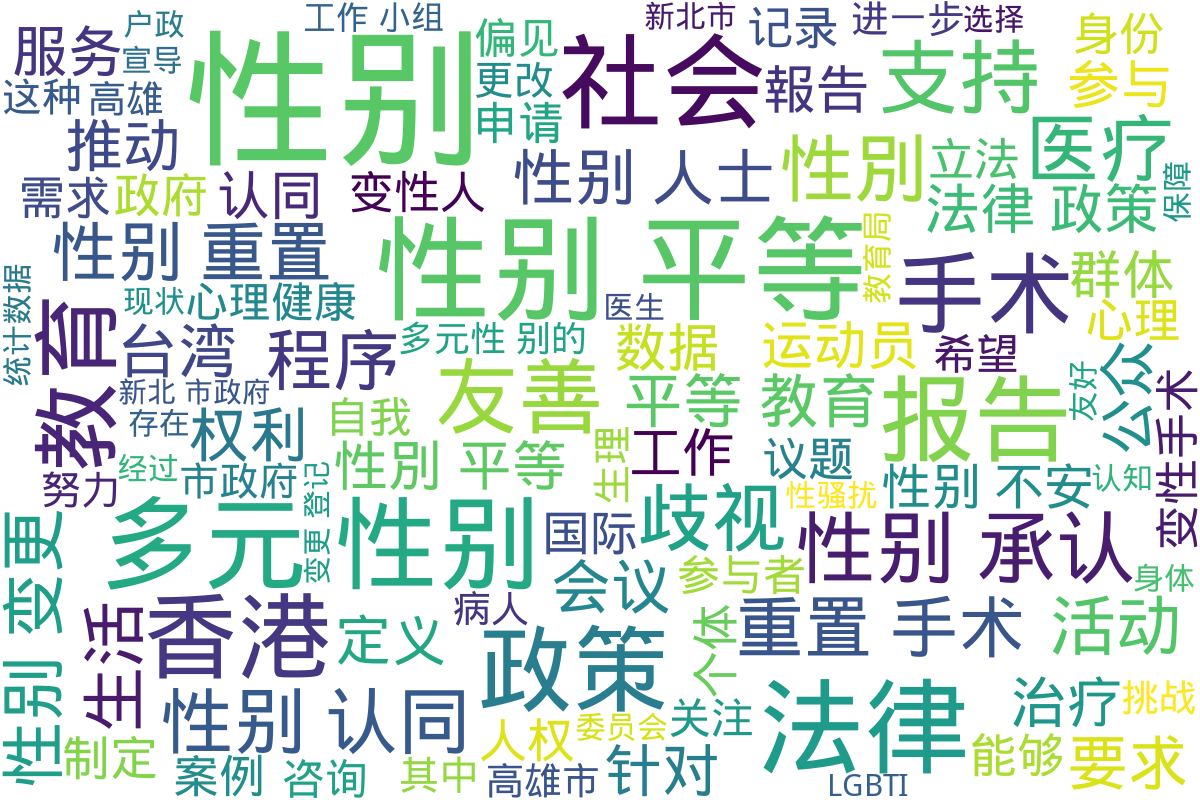 户政
工作 小组
偏见
新北市
记录
进一步
选择
身份
服务
宣导
性别
社会
支持
更改
報告
参与
这种
高雄
申请
推动
医疗
性别 人士
性別
立法
保障
需求
政府
认同
变性人
法律 政策
性别 重置
性别 平等
教育局
手术
群体
统计数据
现状
心理健康
医生
心理
教育
台湾
程序
多元性 别的
数据
运动员
希望
公众
新北 市政府
友善
平等 教育
报告
友好
变性手术
存在
权利
自我
性別 平等
生理
工作
议题
经过
市政府
变更 登记
努力
性骚扰
性别 不安
认知
性别 变更
多元 性别
国际
歧视
性别 承认
参与者
身体
生活
香港
病人
会议
定义
政策
个体
重置 手术
活动
性别 认同
法律
治疗
挑战
制定
人权
委员会
关注
能够
要求
案例
咨询
其中
高雄市
针对
LGBTI